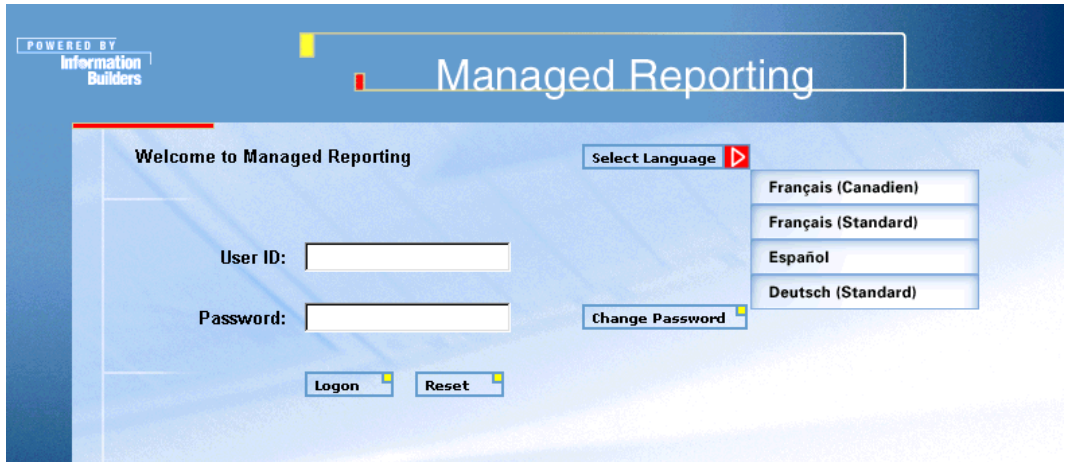 POWERED BY
Information
Builders
Managed Reporting
Welcome to Managed Reporting
Select Language
Français (Canadien)
Français (Standard)
Español
Deutsch (Standard)
User ID:
Password:
Change Password
Logon
Reset